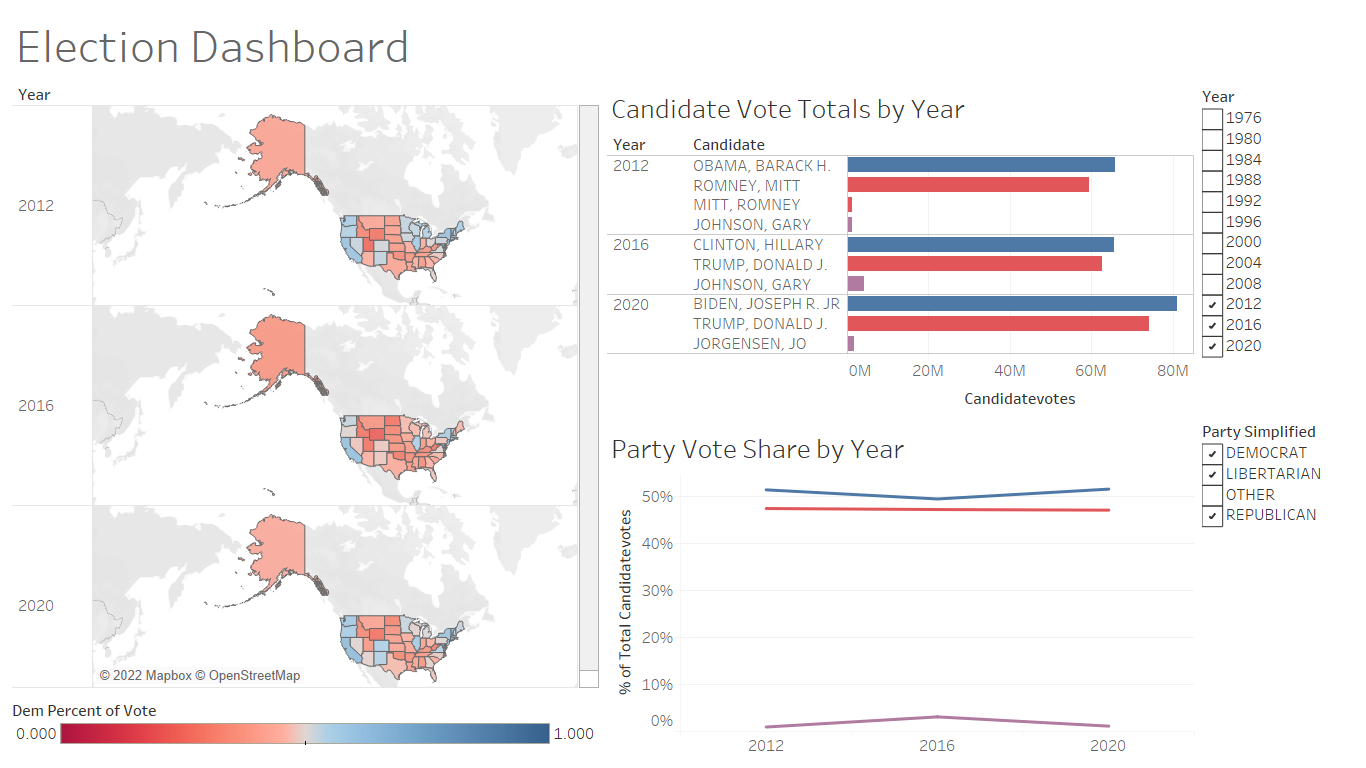 Election Dashboard
Year
2012
2016
2020
© 2022 Mapbox © OpenStreetMap
Dem Percent of Vote
0.000
1.000
Candidate Vote Totals by Year
Year Candidate
2012 OBAMA, BARACK H.
ROMNEY, MITT
MITT, ROMNEY
JOHNSON, GARY
2016 CLINTON, HILLARY
TRUMP, DONALD J.
JOHNSON, GARY
2020 BIDEN, JOSEPH R. JR
TRUMP, DONALD J.
JORGENSEN, JO
0M 20M 40M 60M 80M
Candidatevotes
Party Vote Share by Year
% of Total Candidatevotes
50%
40%
30%
20%
10%
0%
2012 2016 2020
Year
1976
1980
1984
1988
1992
1996
2000
2004
2008
2012
2016
2020
Party Simplified
DEMOCRAT
LIBERTARIAN
OTHER
REPUBLICAN